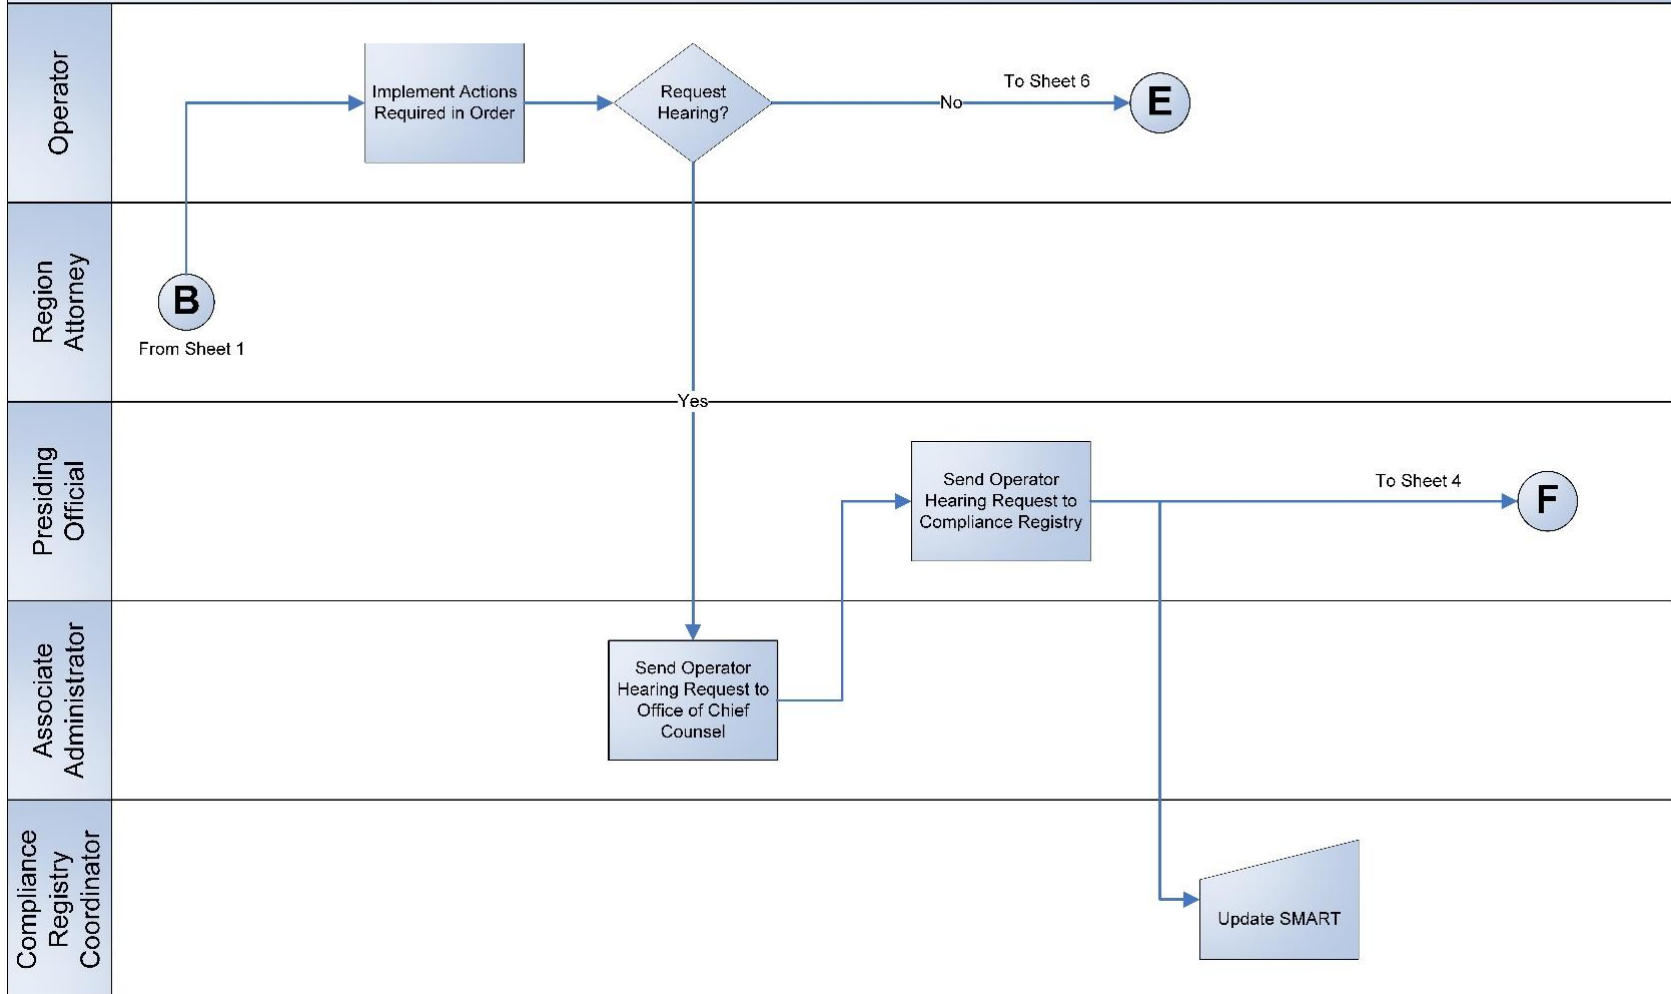 Operator
Implement Actions
Required in Order
Request
Hearing?
No
To Sheet 6
E
Region
Attorney
B
From Sheet 1
Yes
Presiding
Official
Send Operator
Hearing Request to
Compliance Registry
To Sheet 4
F
Associate
Administrator
Send Operator
Hearing Request to
Office of Chief
Counsel
Compliance
Registry
Coordinator
Update SMART